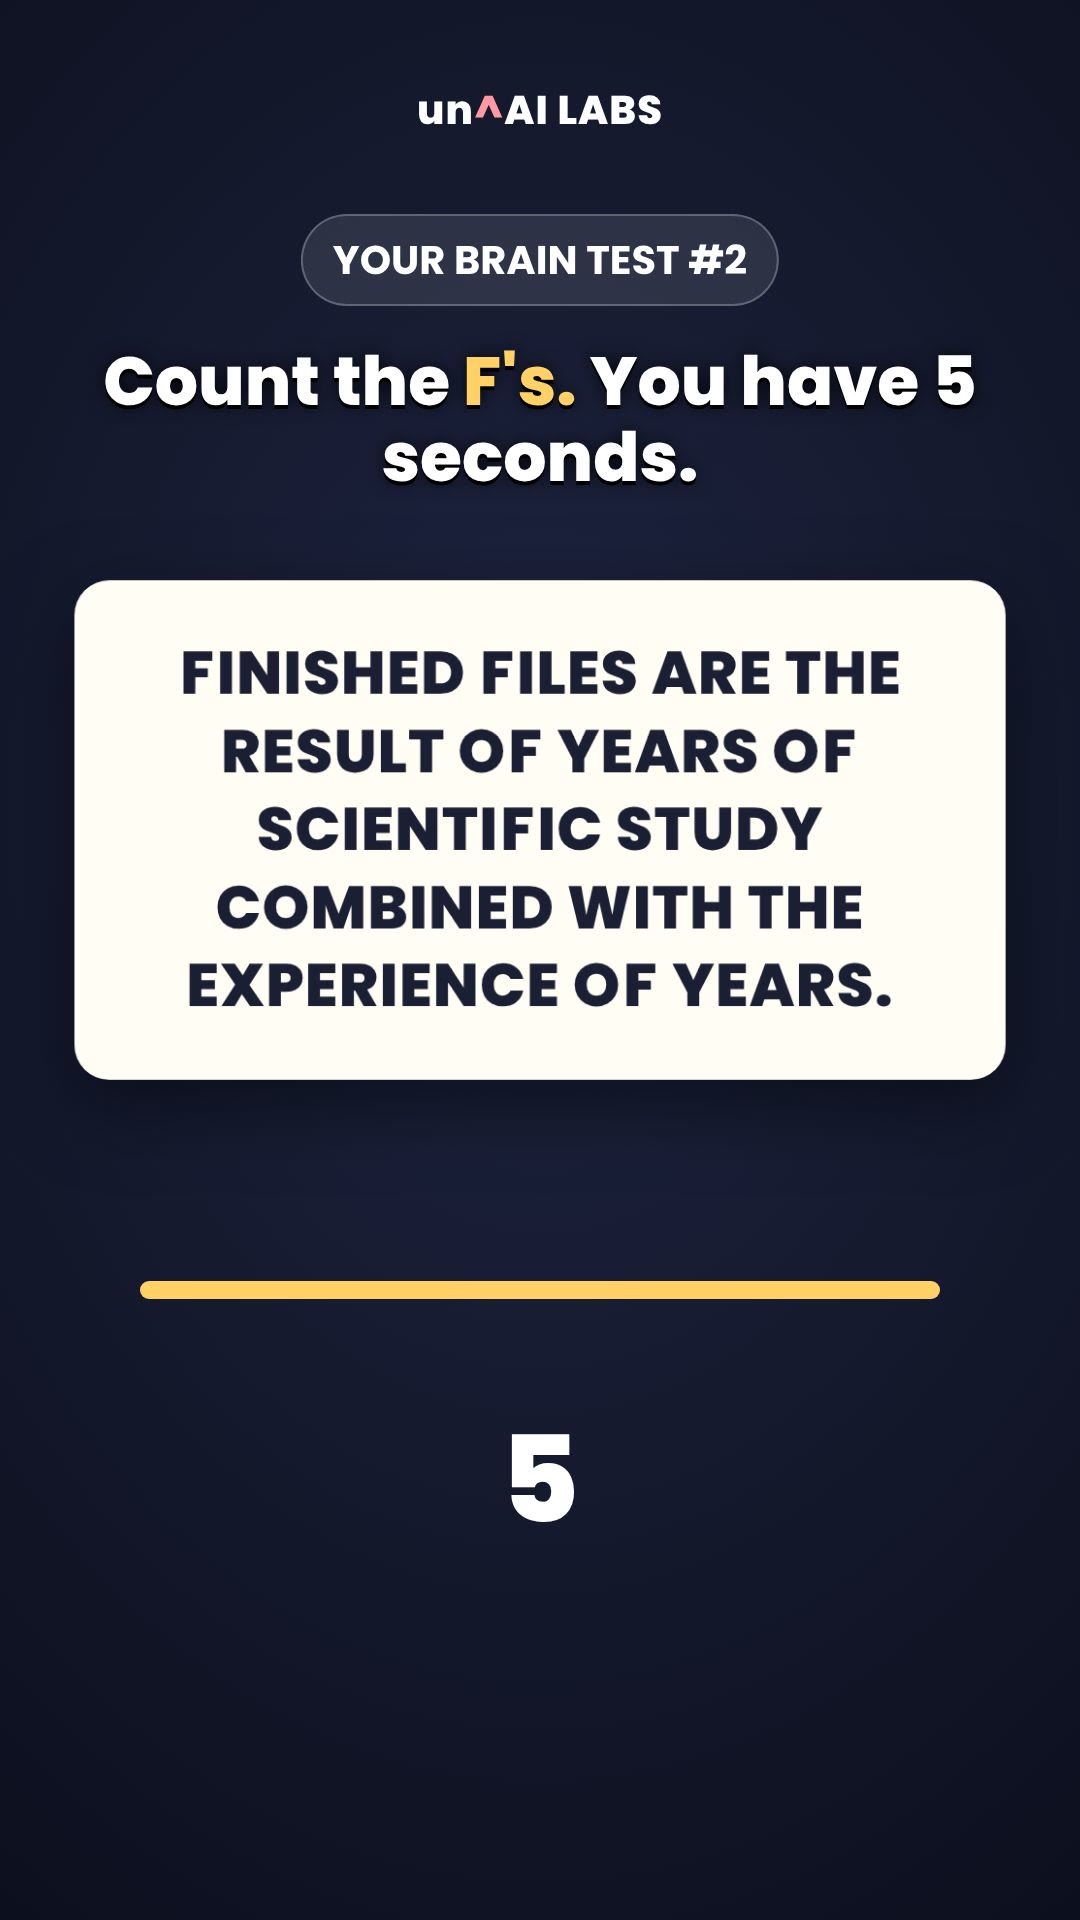 un^AI LABS
YOUR BRAIN TEST #2
Count the F's. You have 5
seconds.
FINISHED FILES ARE THE
RESULT OF YEARS OF
SCIENTIFIC STUDY
COMBINED WITH THE
EXPERIENCE OF YEARS.
5